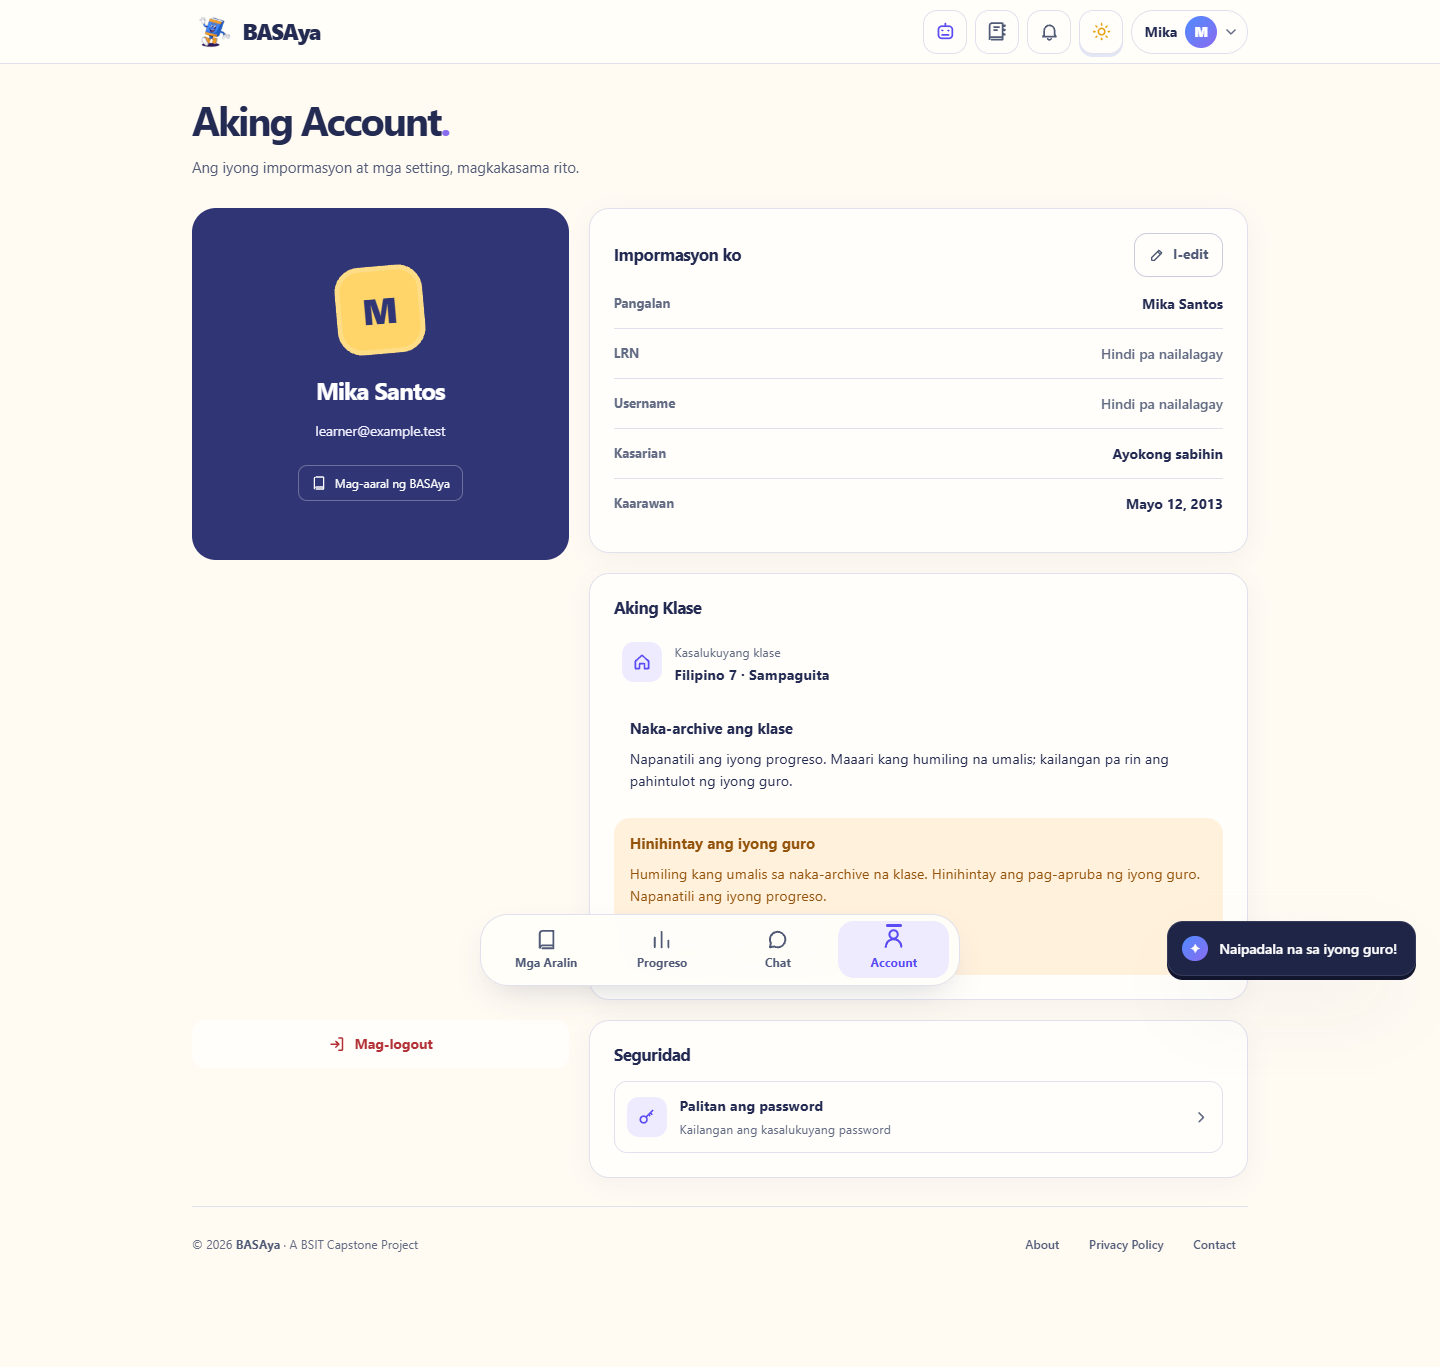 BASAya
Mika
M
Aking Account.
Ang iyong impormasyon at mga setting, magkakasama rito.
M
Mika Santos
learner@example.test
Mag-aaral ng BASAya
Impormasyon ko
I-edit
Pangalan
Mika Santos
LRN
Hindi pa nailalagay
Username
Hindi pa nailalagay
Kasarian
Ayokong sabihin
Kaarawan
Mayo 12, 2013
Aking Klase
Kasalukuyang klase
Filipino 7 · Sampaguita
Naka-archive ang klase
Napanatili ang iyong progreso. Maaari kang humiling na umalis; kailangan pa rin ang
pahintulot ng iyong guro.
Hinihintay ang iyong guro
Humiling kang umalis sa naka-archive na klase. Hinihintay ang pag-apruba ng iyong guro.
Napanatili ang iyong progreso.
Mga Aralin
Progreso
Chat
Account
Naipadala na sa iyong guro!
Mag-logout
Seguridad
Palitan ang password
Kailangan ang kasalukuyang password
© 2026 BASAya · A BSIT Capstone Project
About
Privacy Policy
Contact